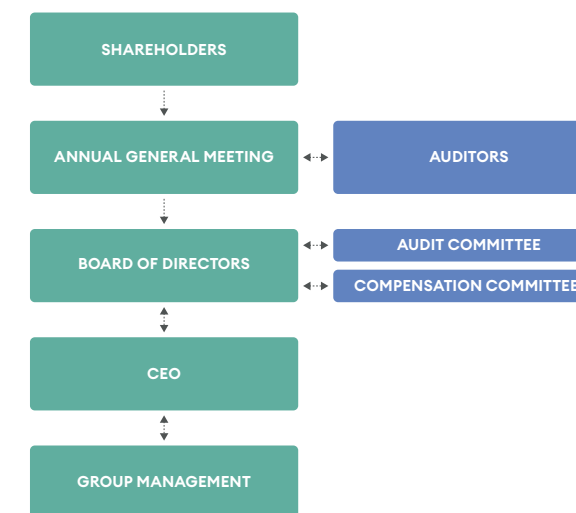 SHAREHOLDERS
ANNUAL GENERAL MEETING
AUDITORS
BOARD OF DIRECTORS
AUDIT COMMITTEE
COMPENSATION COMMITTEE
CEO
GROUP MANAGEMENT